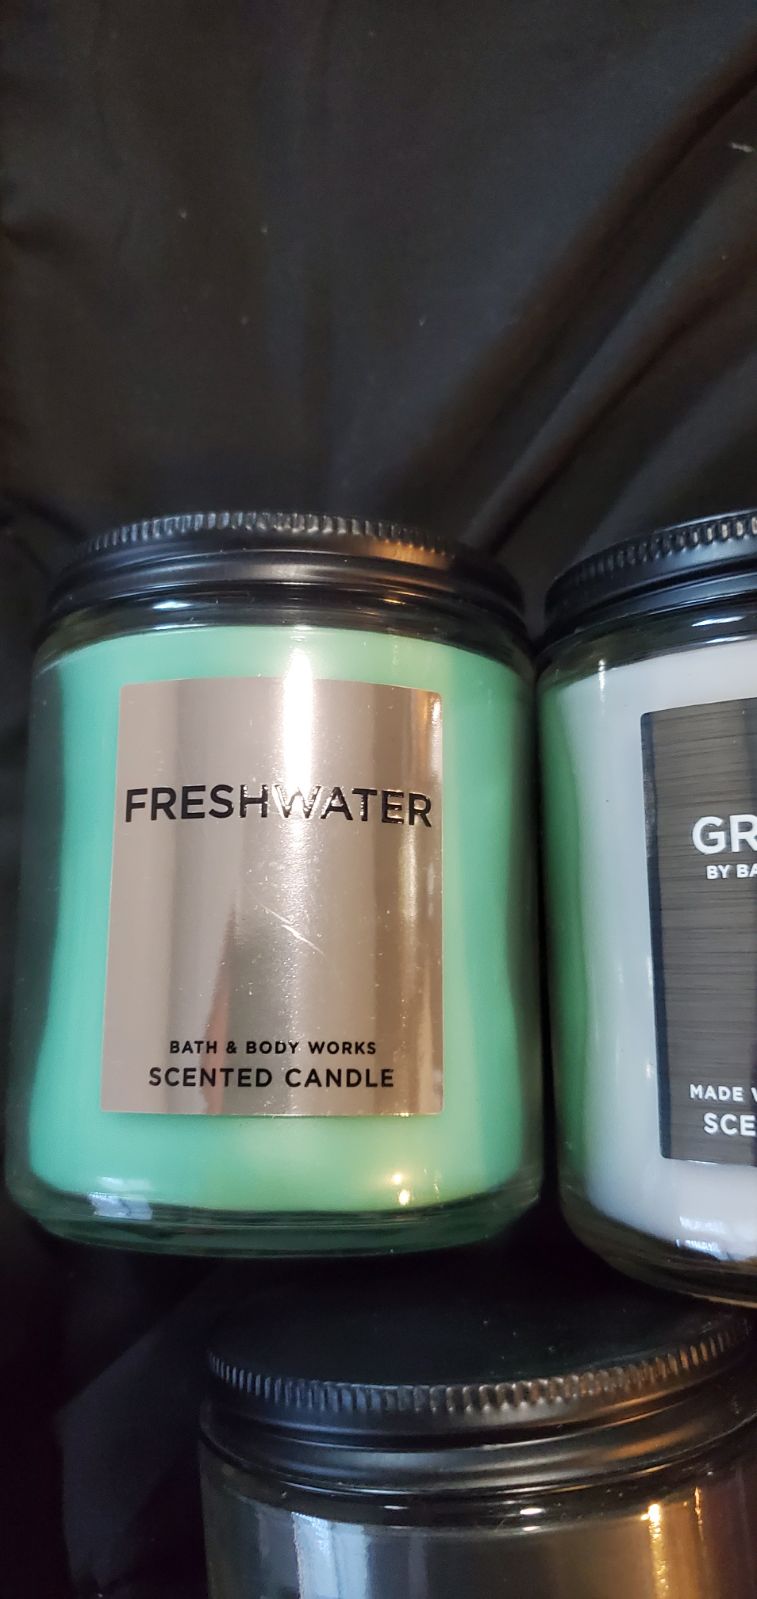 FRESHWATER
BATH & BODY WORKS
SCENTED CANDLE
GR
BY BA
MADE
SCE